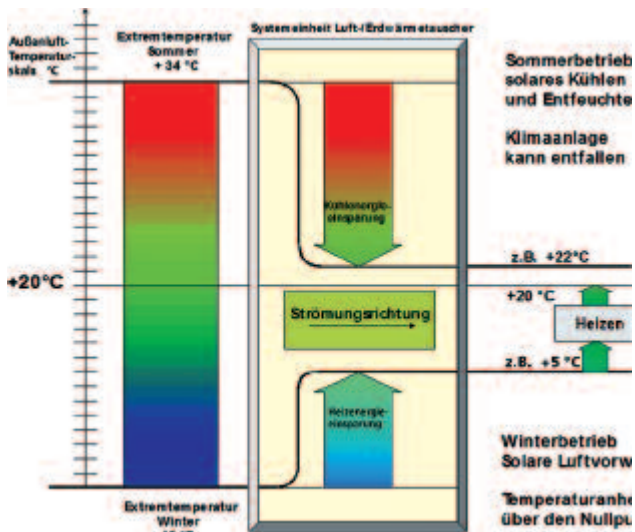 Systemeinheit Luft-/Erdwärmetauscher
Außanluft-
Temperatur-
skala °C
Extremtemperatur
Sommer
+ 34 °C
Sommerbetrieb
solares Kühlen
und Entfeuchte
Klimaanlage
kann entfallen
Kühlenergie-
einsparung
z.B. +22°C
+20°C
+20 °C
Strömungsrichtung
Heizen
z.B. +5 °C
Heizenergie-
einsparung
Winterbetrieb
Solare Luftvorw
Temperaturanhe
über den Nullpu
Extremtemperatur
Winter